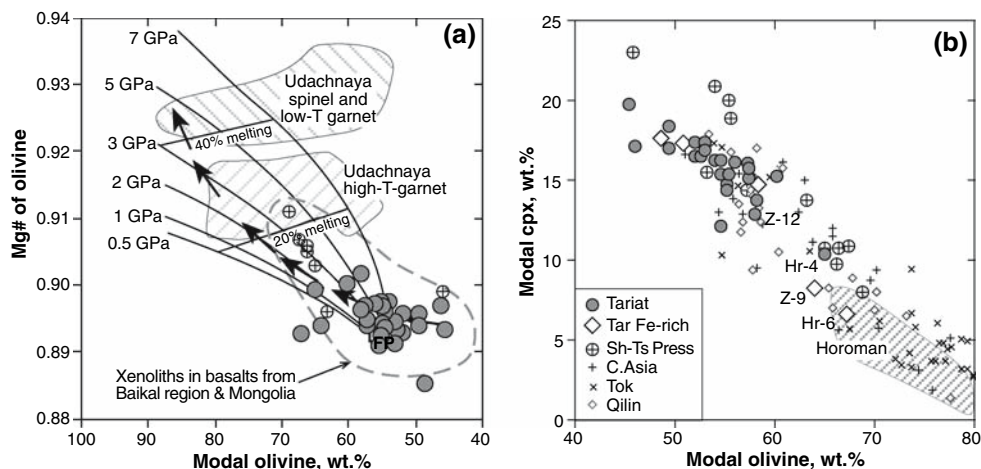 (a)
0.94
0.93
0.92
0.91
0.90
0.89
0.88
Mg# of olivine
7 GPa
5 GPa
3 GPa
2 GPa
1 GPa
0.5 GPa
Udachnaya
spinel and
low-T garnet
40% melting
Udachnaya
high-T-garnet
20% melting
FP
Xenoliths in basalts from
Baikal region & Mongolia
100 90 80 70 60 50 40
Modal olivine, wt.%
(b)
25
20
15
10
5
0
Modal cpx, wt.%
Z-12
Hr-4
Z-9
Hr-6
Horoman
Tariat
Tar Fe-rich
Sh-Ts Press
C.Asia
Tok
Qilin
40 50 60 70 80
Modal olivine, wt.%